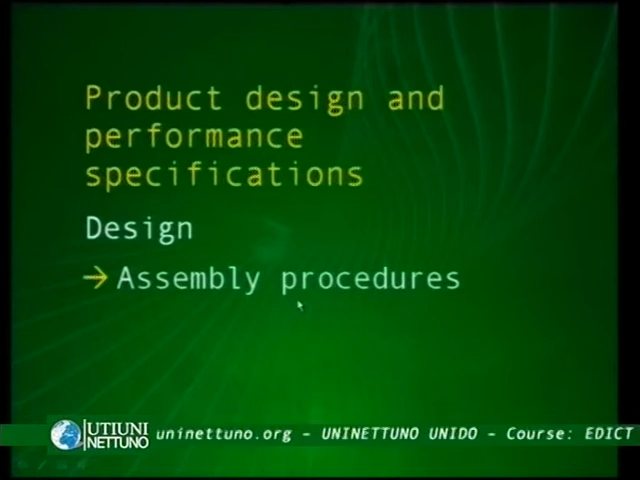 Product design and
performance
specifications
Design
→ Assembly procedures
UTIUNI
NETTUNO
uninettuno.org – UNINETTUNO UNIDO – Course: EDICT